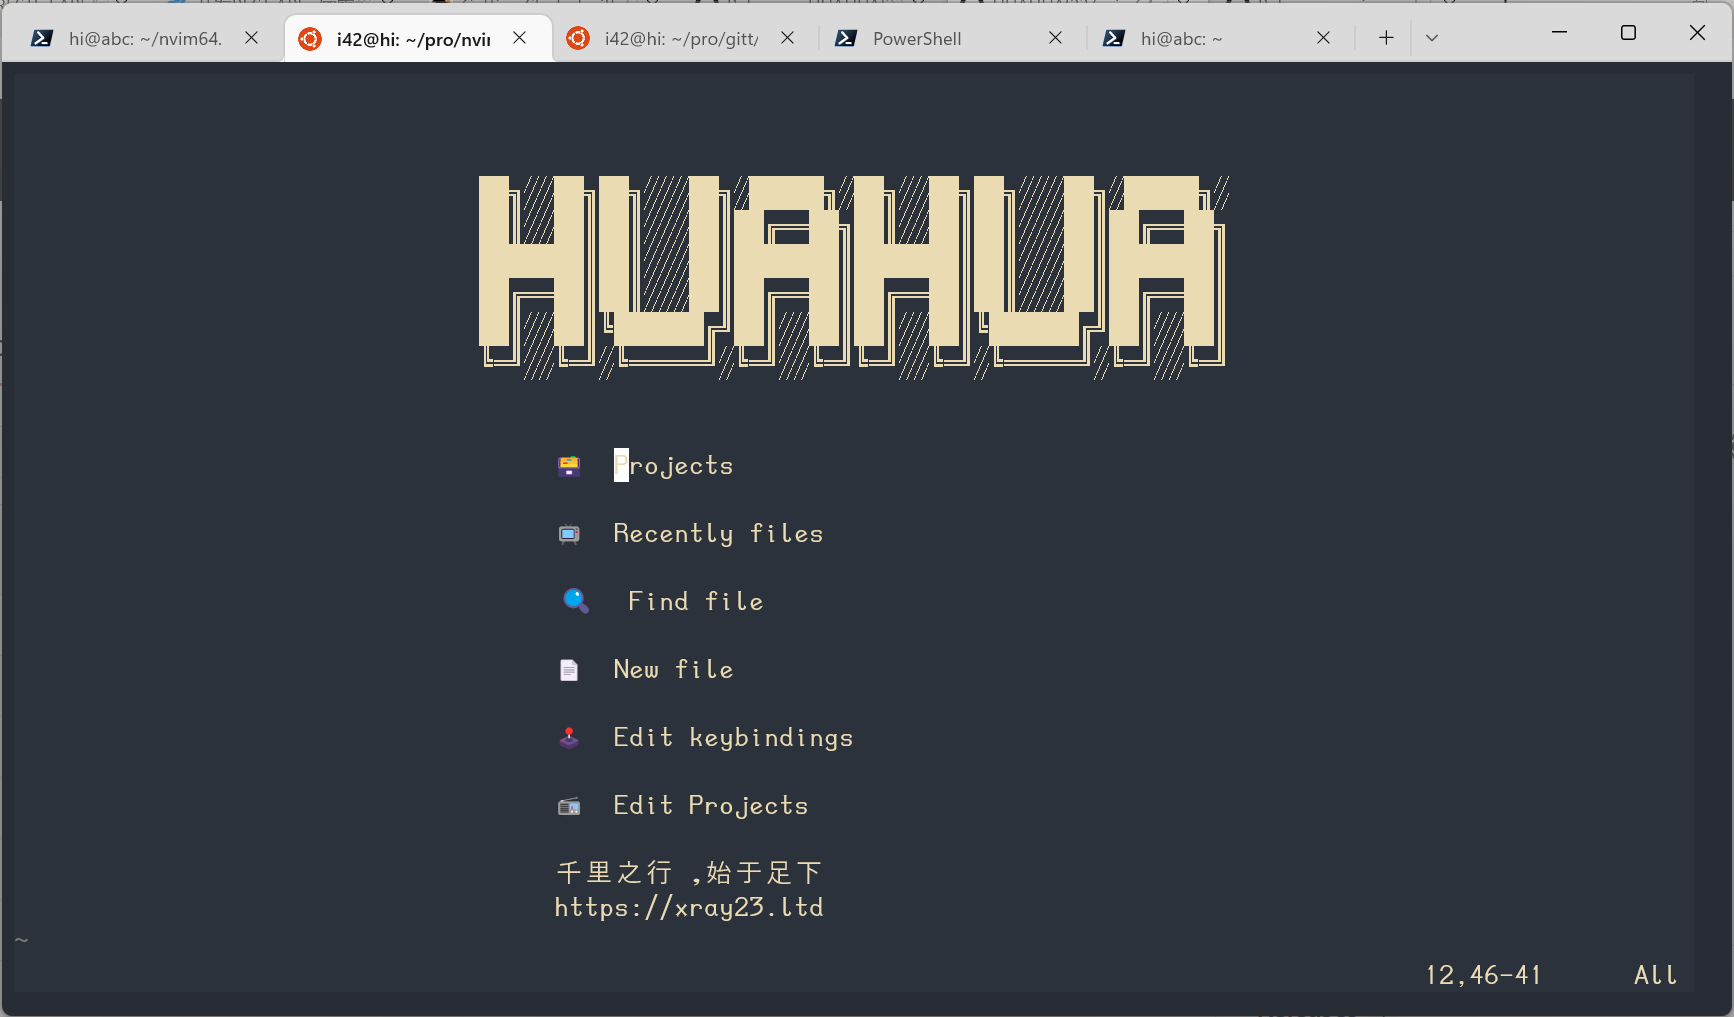 hi@abc: ~/nvim64.
i42@hi: ~/pro/nvi
i42@hi: ~/pro/gitt/
PowerShell
hi@abc: ~
HUAHUA
Projects
Recently files
Find file
New file
Edit keybindings
Edit Projects
千里之行 ,始于足下
https://xray23.ltd
~
12,46-41 All